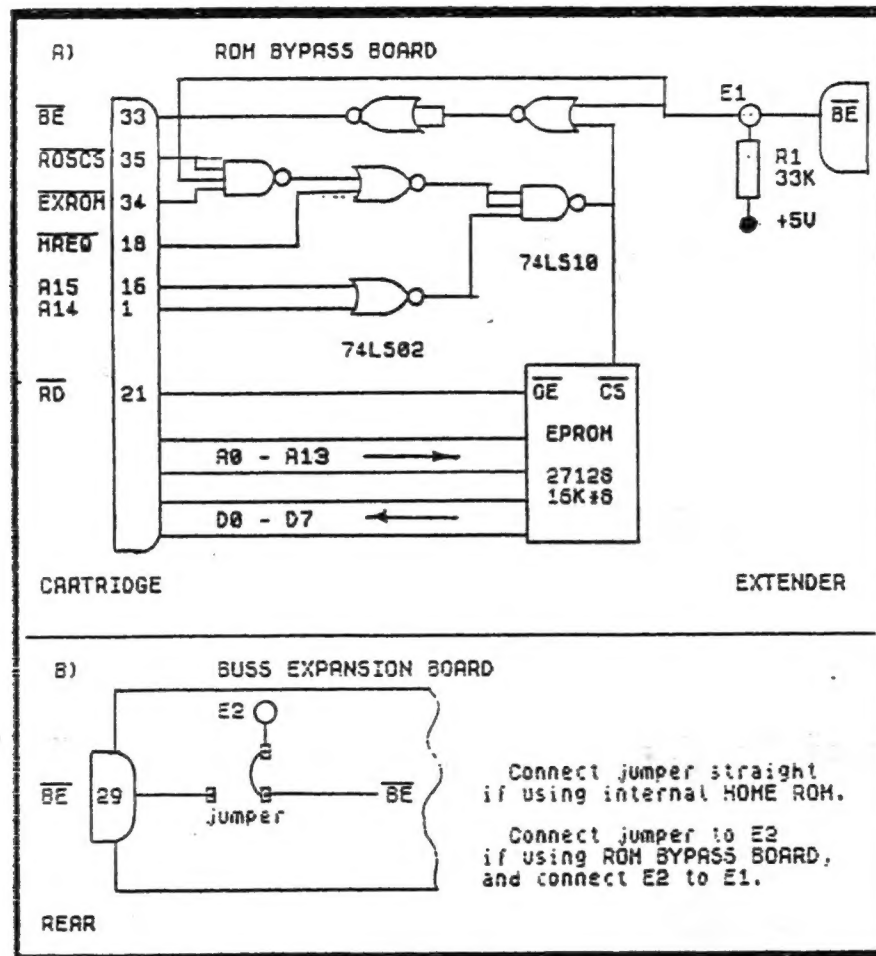 A) ROM BYPASS BOARD
BE 33
ROSCS 35
EXROM 34
MREQ 18
A15 16
A14 1
RD 21
E1
BE
R1
33K
+5V
74LS10
74LS02
OE CS
EPROM
27128
16K*8
A0 - A13
D0 - D7
CARTRIDGE
EXTENDER
B) BUSS EXPANSION BOARD
E2
BE 29
jumper
BE
Connect jumper straight
if using internal HOME ROM.
Connect jumper to E2
if using ROM BYPASS BOARD,
and connect E2 to E1.
REAR